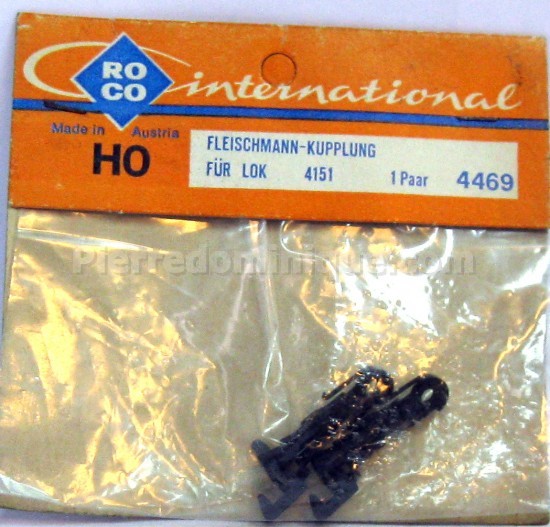 RO
CO
international
Made in Austria
HO
FLEISCHMANN-KUPPLUNG
FÜR LOK 4151 1 Paar 4469
Pierredominique.com